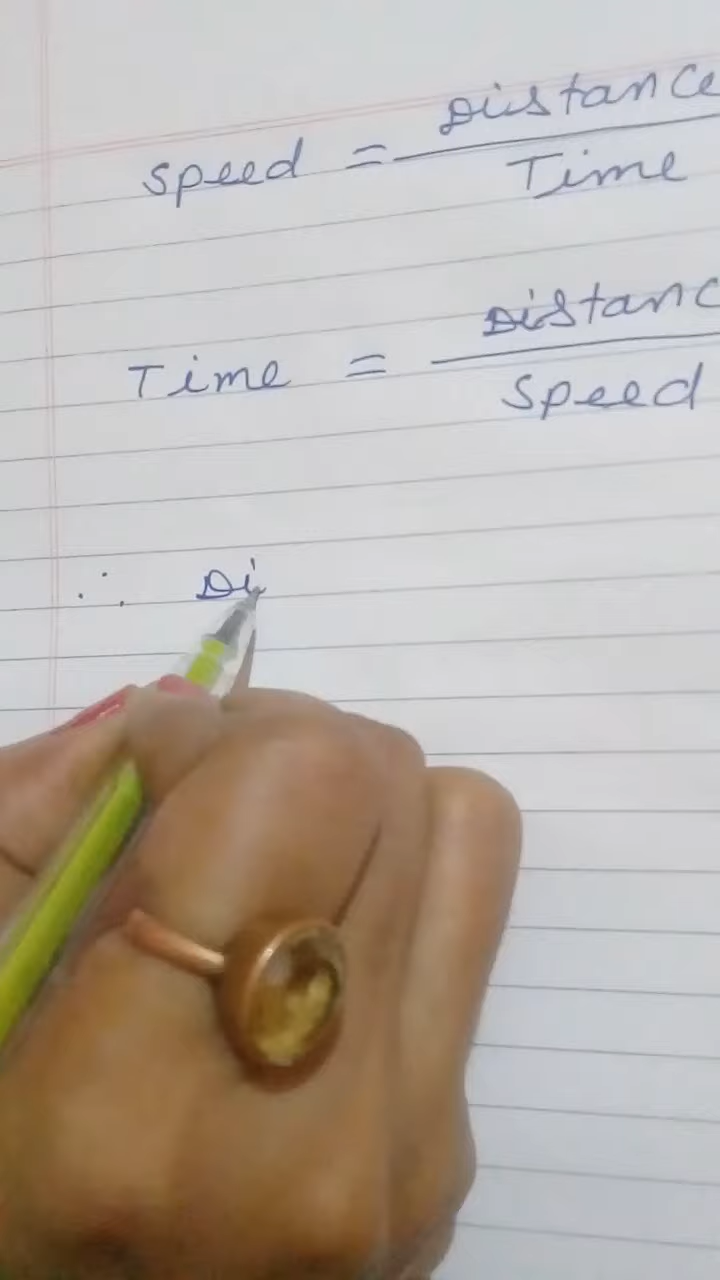 Speed = Distance
Time
Time = Distanc
Speed
∴ Di